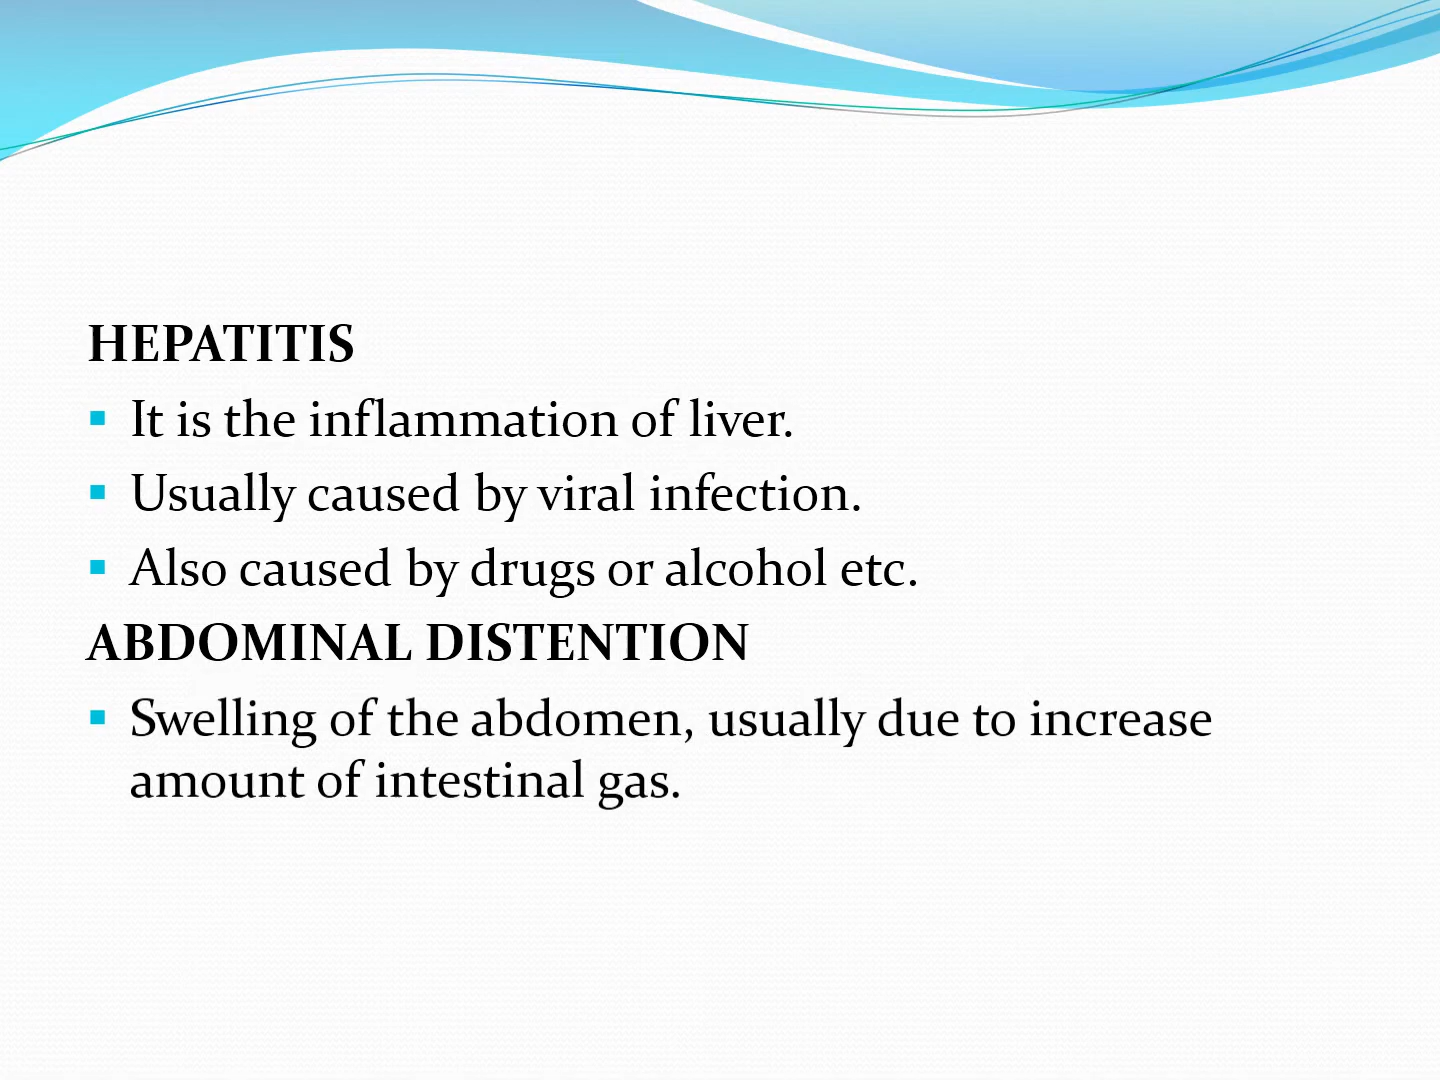 HEPATITIS
▪ It is the inflammation of liver.
▪ Usually caused by viral infection.
▪ Also caused by drugs or alcohol etc.
ABDOMINAL DISTENTION
▪ Swelling of the abdomen, usually due to increase
amount of intestinal gas.